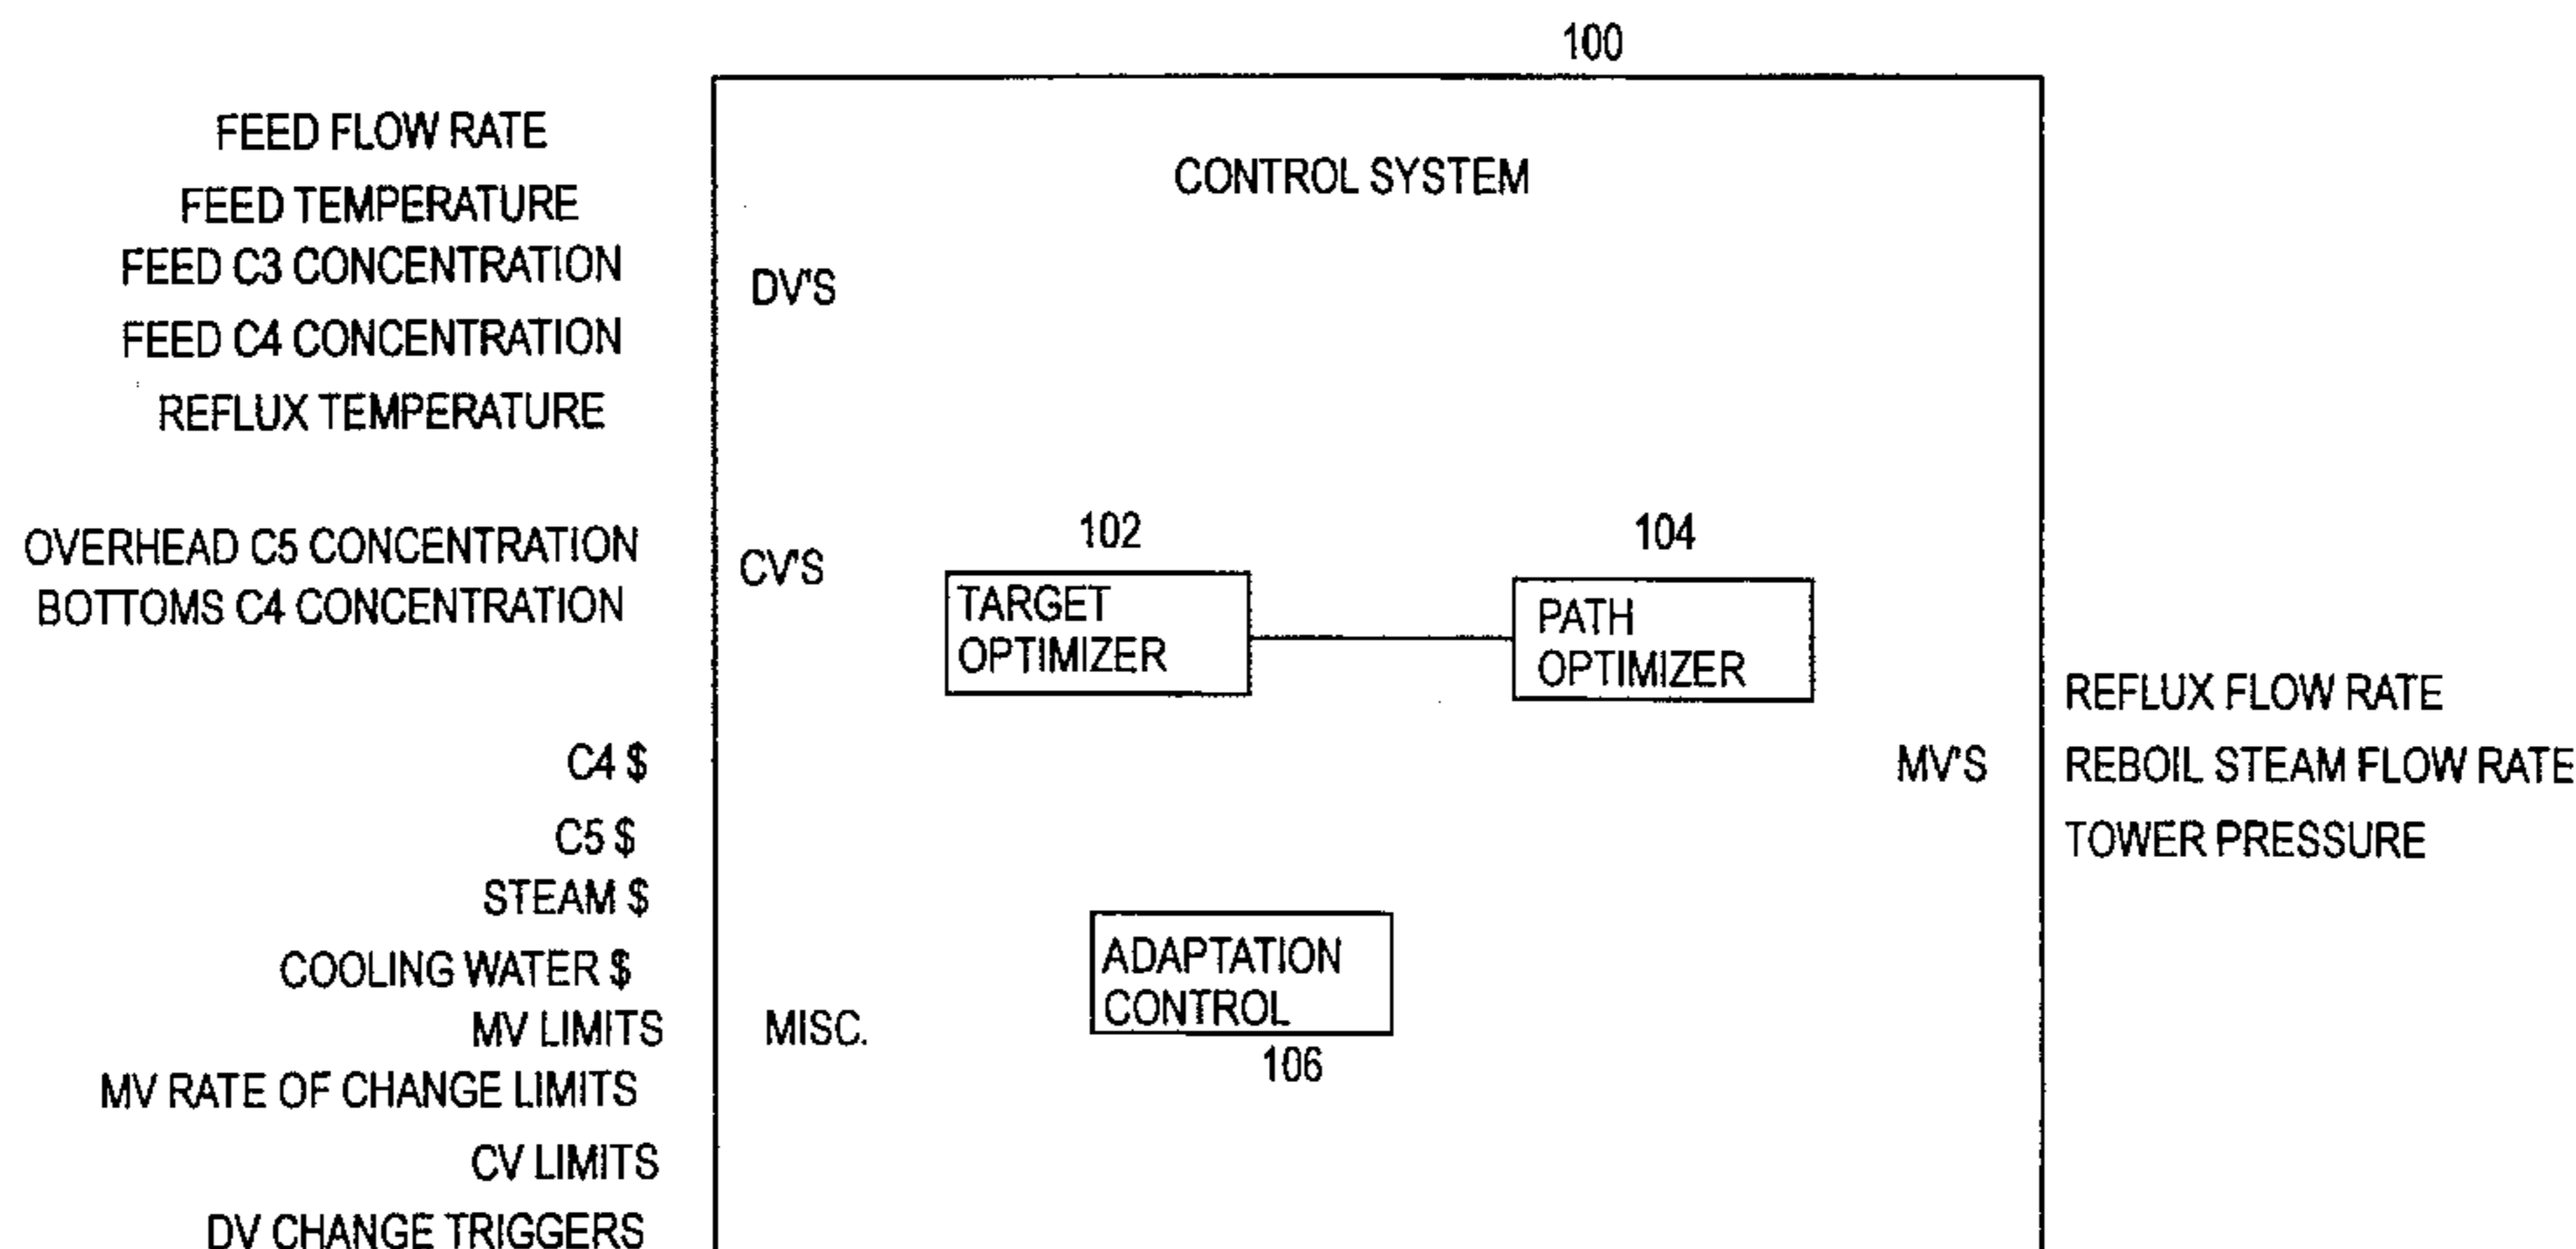 100
CONTROL SYSTEM
FEED FLOW RATE
FEED TEMPERATURE
FEED C3 CONCENTRATION
FEED C4 CONCENTRATION
REFLUX TEMPERATURE
DV'S
OVERHEAD C5 CONCENTRATION
BOTTOMS C4 CONCENTRATION
CV'S
102
TARGET
OPTIMIZER
104
PATH
OPTIMIZER
C4 $
C5 $
STEAM $
COOLING WATER $
MV LIMITS
MV RATE OF CHANGE LIMITS
CV LIMITS
DV CHANGE TRIGGERS
MISC.
ADAPTATION
CONTROL
106
MV'S
REFLUX FLOW RATE
REBOIL STEAM FLOW RATE
TOWER PRESSURE